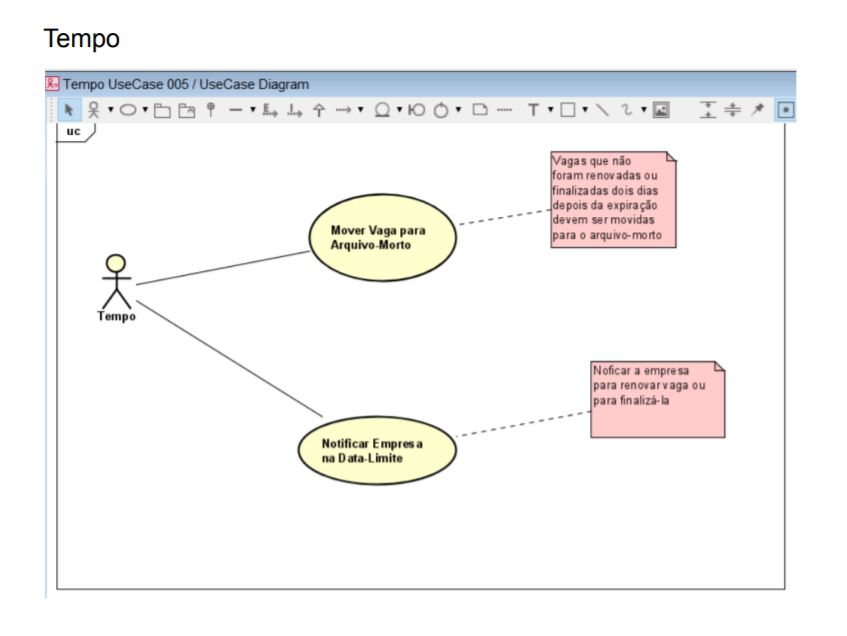 Tempo
Tempo UseCase 005 / UseCase Diagram
uc
Vagas que não
foram renovadas ou
finalizadas dois dias
depois da expiração
devem ser movidas
para o arquivo-morto
Mover Vaga para
Arquivo-Morto
Tempo
Noficar a empresa
para renovar vaga ou
para finalizá-la
Notificar Empresa
na Data-Limite